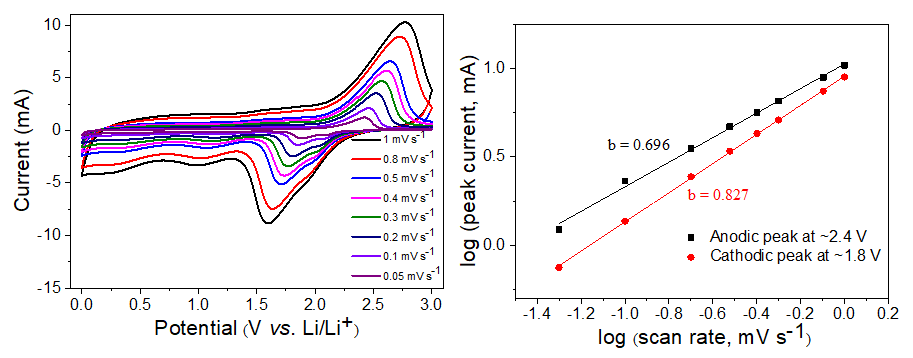 10
5
0
-5
-10
-15
Current (mA)
0.0 0.5 1.0 1.5 2.0 2.5 3.0
Potential (V vs. Li/Li+)
1 mV s-1
0.8 mV s-1
0.5 mV s-1
0.4 mV s-1
0.3 mV s-1
0.2 mV s-1
0.1 mV s-1
0.05 mV s-1
1.0
0.5
0.0
log (peak current, mA)
b = 0.696
b = 0.827
Anodic peak at ~2.4 V
Cathodic peak at ~1.8 V
-1.4 -1.2 -1.0 -0.8 -0.6 -0.4 -0.2 0.0 0.2
log (scan rate, mV s-1)